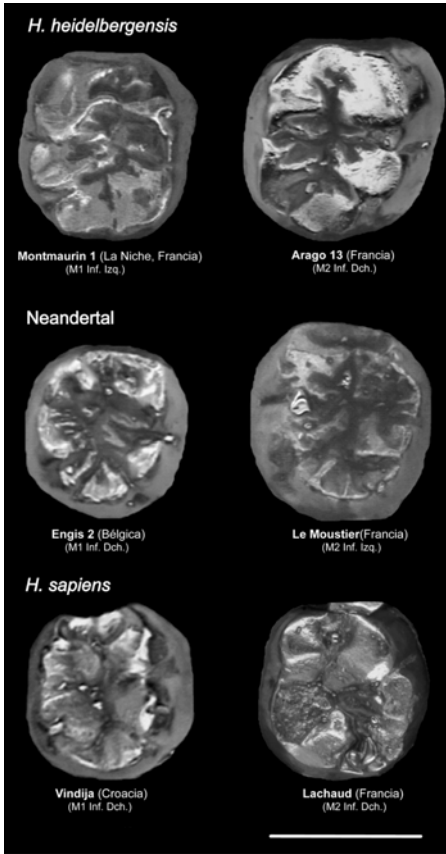 H. heidelbergensis
Montmaurin 1 (La Niche, Francia)
(M1 Inf. Izq.)
Arago 13 (Francia)
(M2 Inf. Dch.)
Neandertal
Engis 2 (Bélgica)
(M1 Inf. Dch.)
Le Moustier(Francia)
(M2 Inf. Izq.)
H. sapiens
Vindija (Croacia)
(M1 Inf. Dch.)
Lachaud (Francia)
(M2 Inf. Dch.)